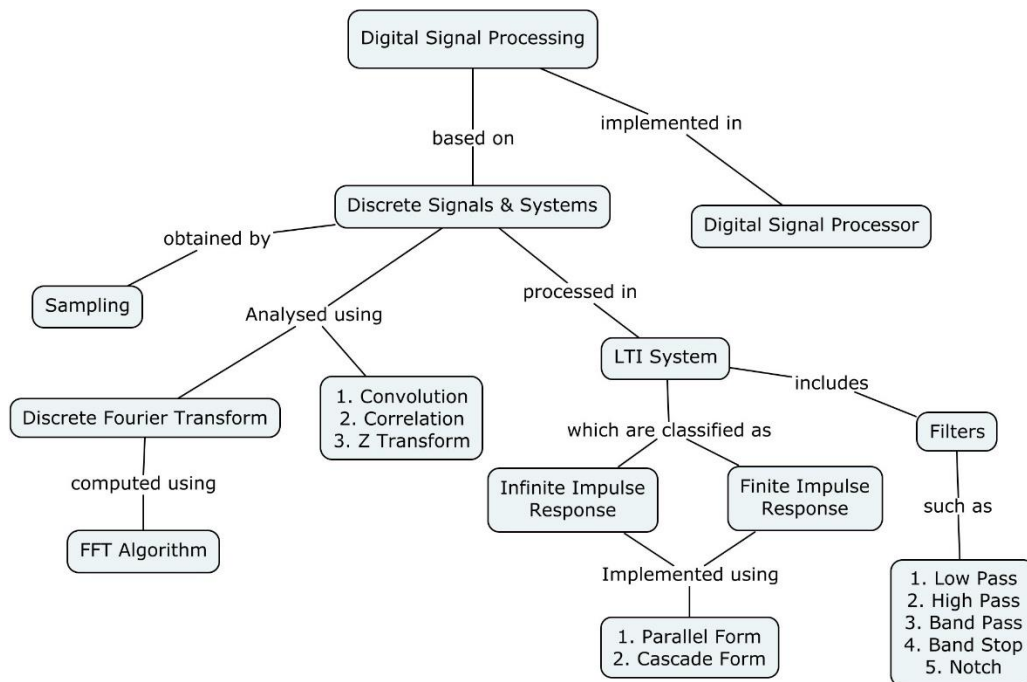 Digital Signal Processing
based on
implemented in
Discrete Signals & Systems
Digital Signal Processor
obtained by
Sampling
Analysed using
processed in
LTI System
includes
Discrete Fourier Transform
1. Convolution
2. Correlation
3. Z Transform
which are classified as
Filters
computed using
Infinite Impulse
Response
Finite Impulse
Response
such as
FFT Algorithm
Implemented using
1. Low Pass
2. High Pass
3. Band Pass
4. Band Stop
5. Notch
1. Parallel Form
2. Cascade Form